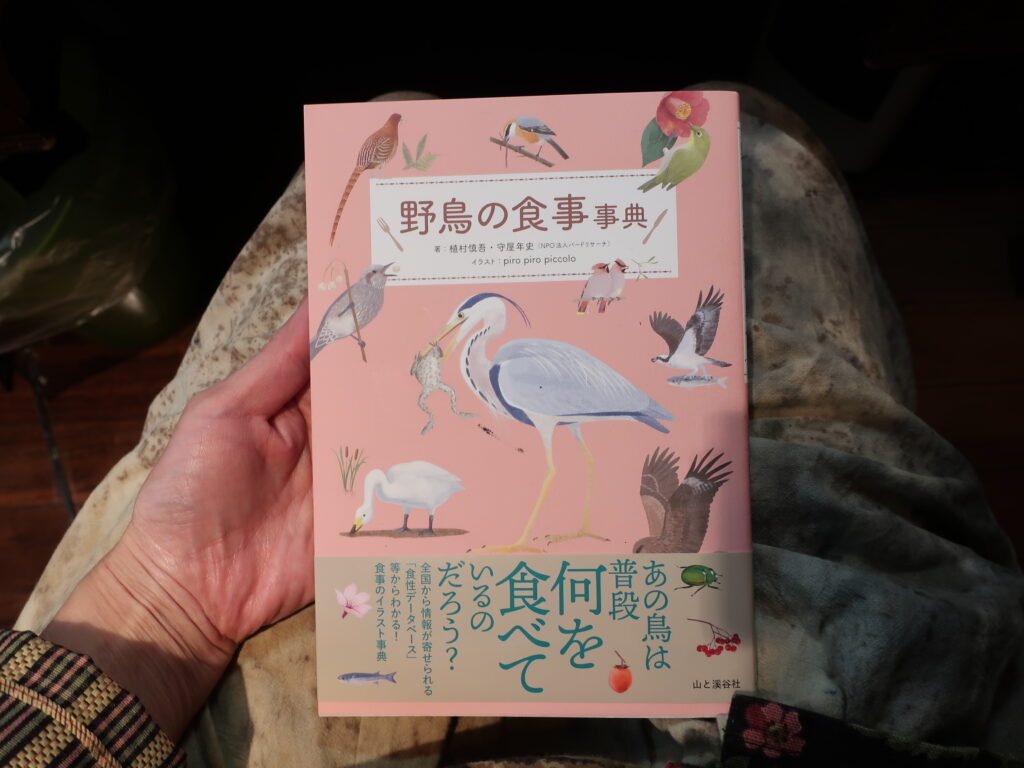 野鳥の食事事典
著：植村慎吾・守屋年史（NPO法人バードリサーチ）
イラスト：piro piro piccolo
あの鳥は
普段
何を
食べて
いるの
だろう？
全国から情報が寄せられる
「食性データベース」
等からわかる！
食事のイラスト事典
山と溪谷社